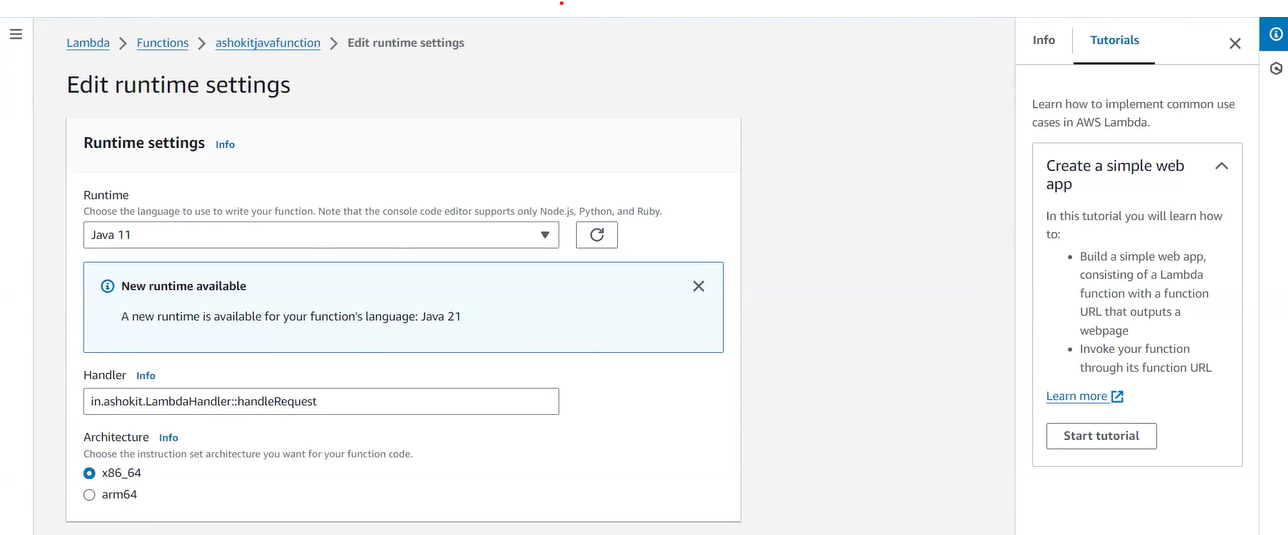 Lambda > Functions > ashokitjavafunction > Edit runtime settings
Edit runtime settings
Runtime settings Info
Runtime
Choose the language to use to write your function. Note that the console code editor supports only Node.js, Python, and Ruby.
Java 11
New runtime available
A new runtime is available for your function's language: Java 21
Handler Info
in.ashokit.LambdaHandler::handleRequest
Architecture Info
Choose the instruction set architecture you want for your function code.
x86_64
arm64
Info Tutorials
Learn how to implement common use
cases in AWS Lambda.
Create a simple web
app
In this tutorial you will learn how
to:
• Build a simple web app,
consisting of a Lambda
function with a function
URL that outputs a
webpage
• Invoke your function
through its function URL
Learn more
Start tutorial